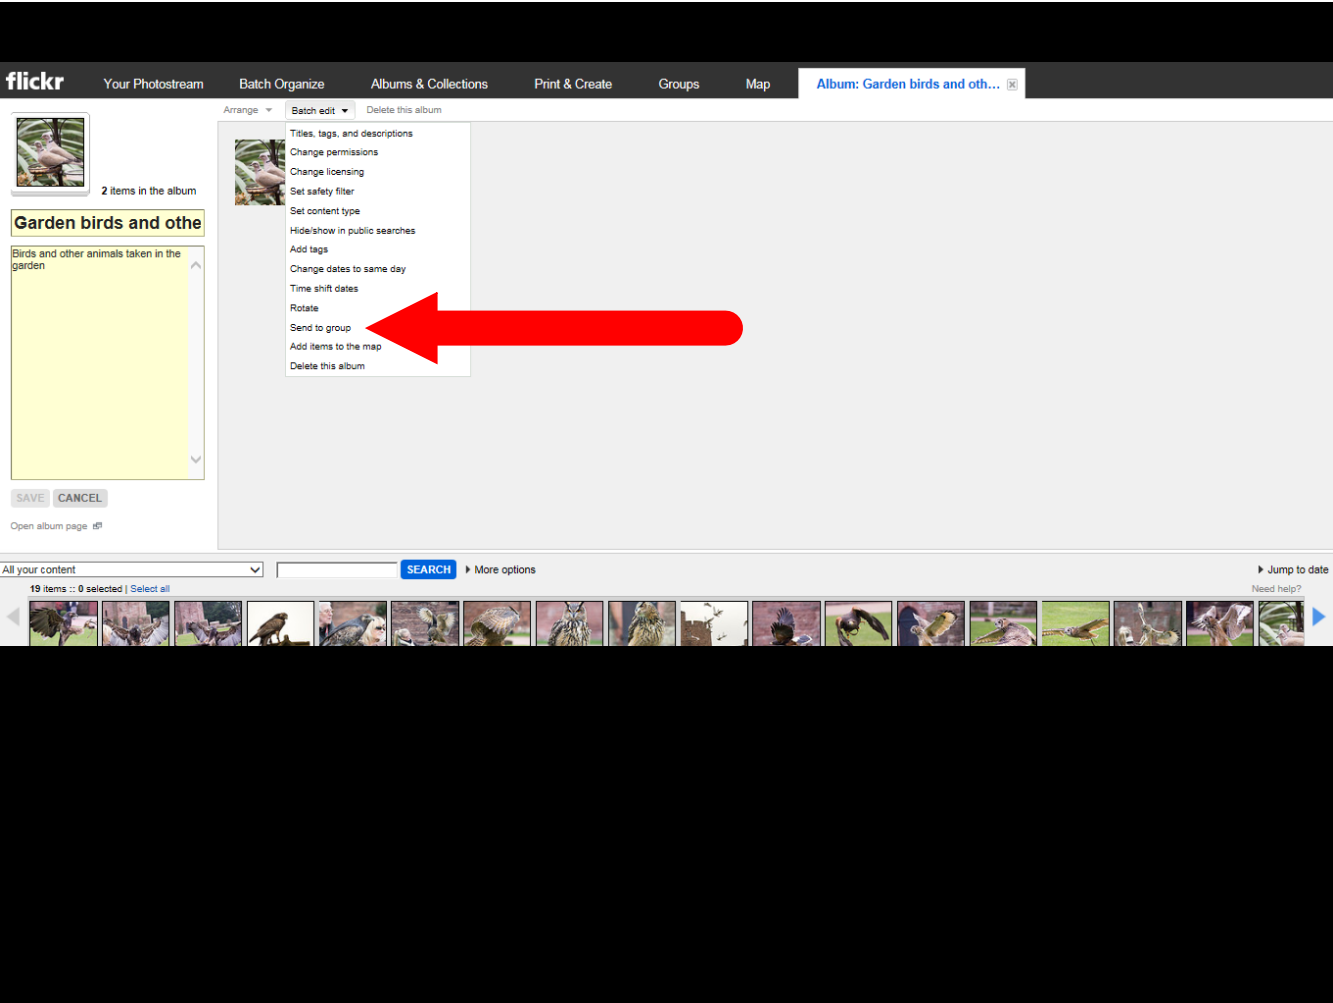 flickr Your Photostream Batch Organize Albums & Collections Print & Create Groups Map Album: Garden birds and oth...
Arrange Batch edit Delete this album
Titles, tags, and descriptions
Change permissions
Change licensing
Set safety filter
Set content type
Hide/show in public searches
Add tags
Change dates to same day
Time shift dates
Rotate
Send to group
Add items to the map
Delete this album
2 items in the album
Garden birds and othe
Birds and other animals taken in the
garden
SAVE CANCEL
Open album page
All your content SEARCH More options Jump to date
19 items :: 0 selected | Select all Need help?